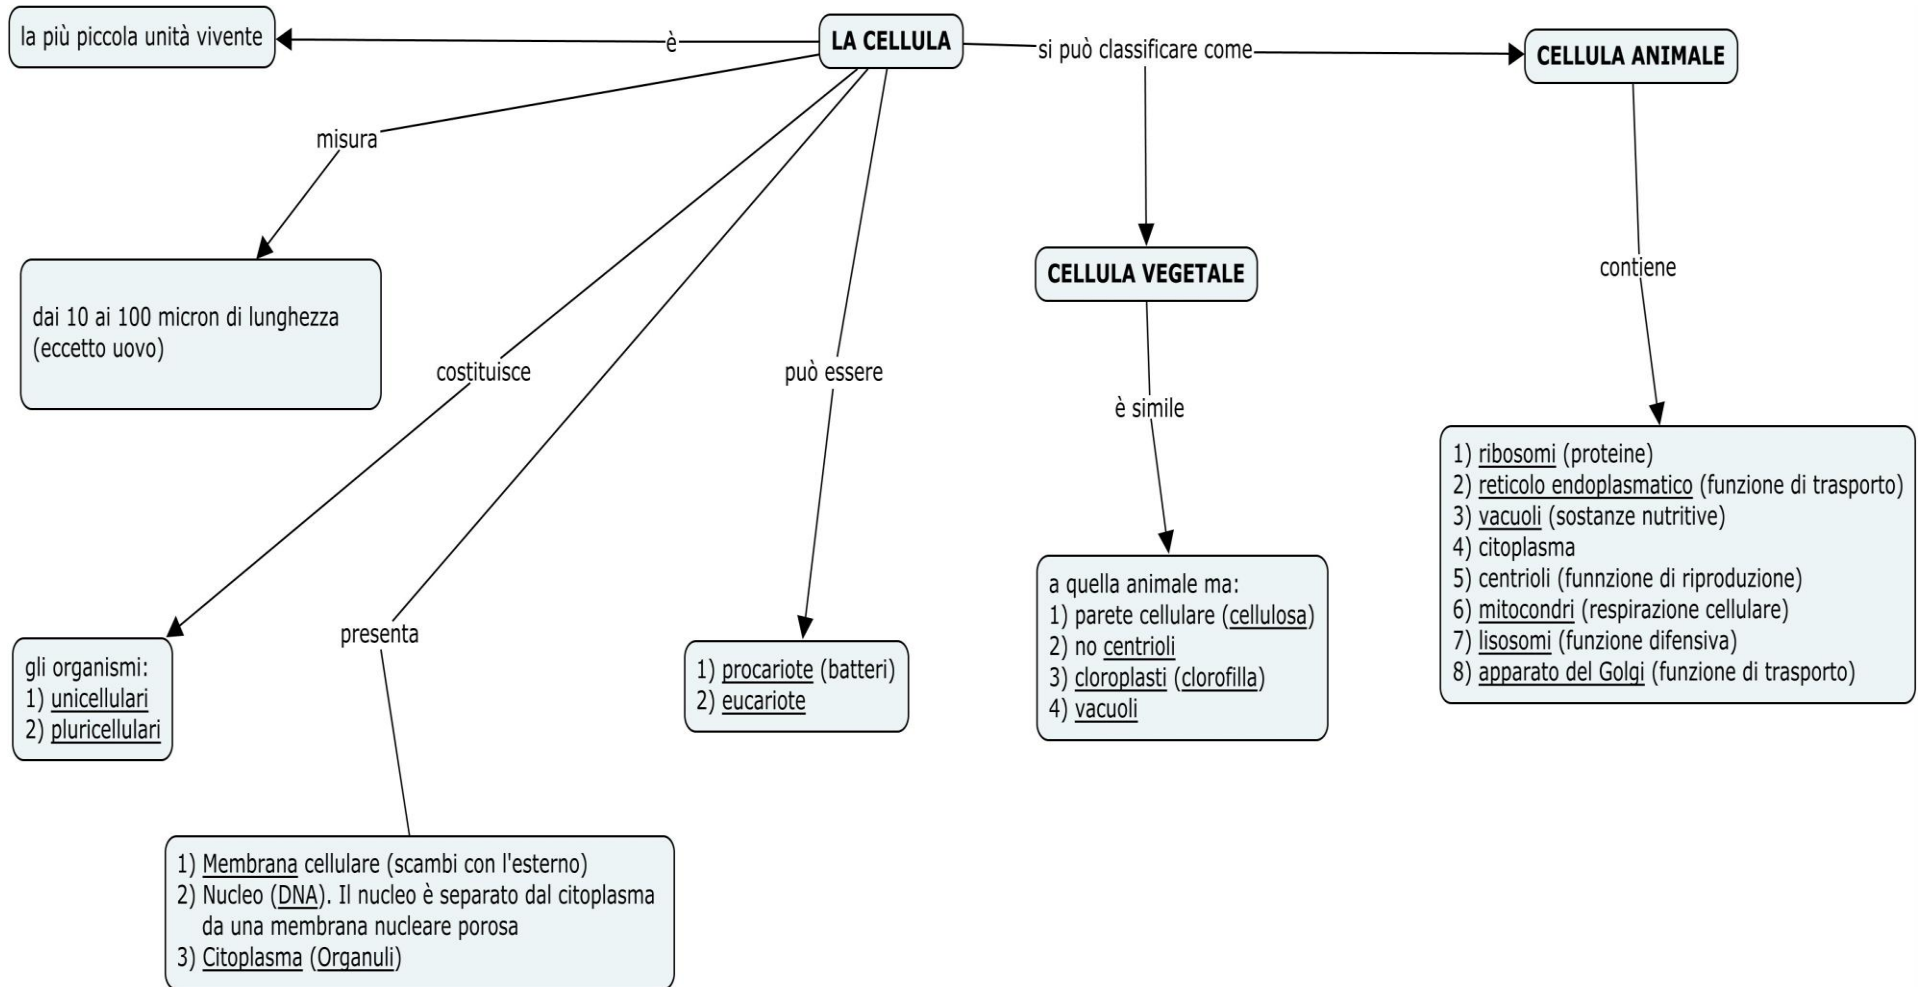 LA CELLULA
è
la più piccola unità vivente
misura
dai 10 ai 100 micron di lunghezza
(eccetto uovo)
costituisce
gli organismi:
1) unicellulari
2) pluricellulari
presenta
1) Membrana cellulare (scambi con l'esterno)
2) Nucleo (DNA). Il nucleo è separato dal citoplasma
da una membrana nucleare porosa
3) Citoplasma (Organuli)
può essere
1) procariote (batteri)
2) eucariote
si può classificare come
CELLULA VEGETALE
è simile
a quella animale ma:
1) parete cellulare (cellulosa)
2) no centrioli
3) cloroplasti (clorofilla)
4) vacuoli
CELLULA ANIMALE
contiene
1) ribosomi (proteine)
2) reticolo endoplasmatico (funzione di trasporto)
3) vacuoli (sostanze nutritive)
4) citoplasma
5) centrioli (funnzione di riproduzione)
6) mitocondri (respirazione cellulare)
7) lisosomi (funzione difensiva)
8) apparato del Golgi (funzione di trasporto)